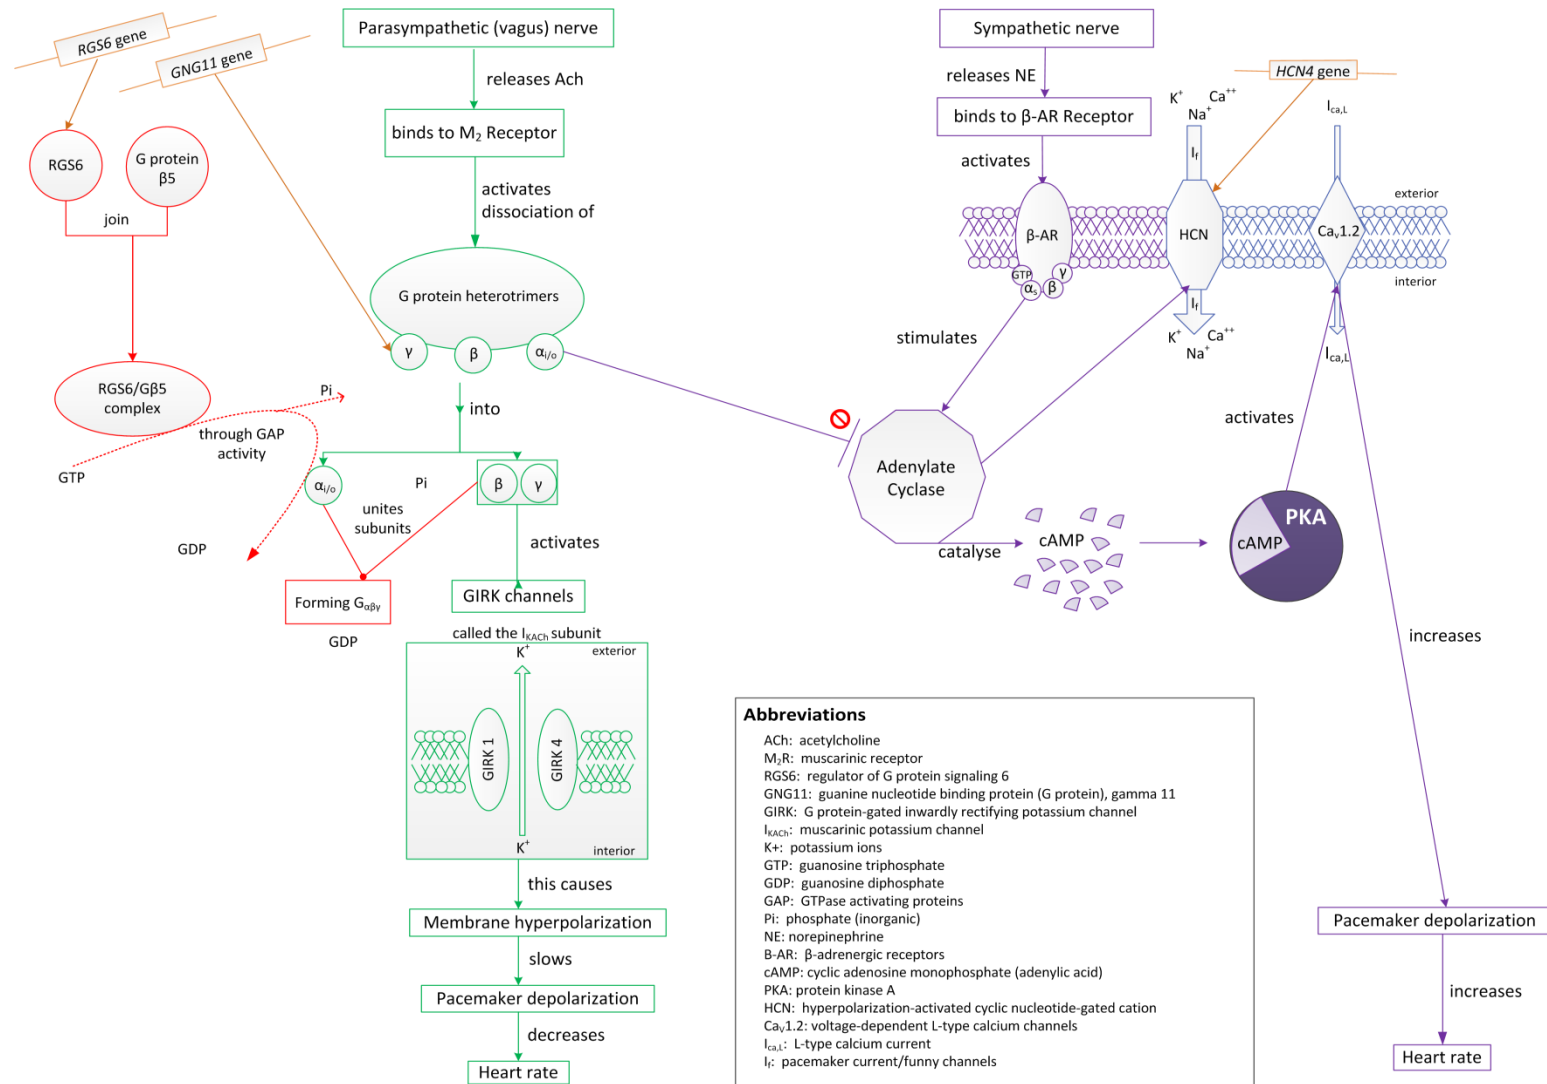 RGS6 gene
GNG11 gene
RGS6
G protein
β5
join
RGS6/Gβ5
complex
Pi
through GAP
activity
GTP
GDP
Parasympathetic (vagus) nerve
releases Ach
binds to M₂ Receptor
activates
dissociation of
G protein heterotrimers
γ
β
αi/o
into
αi/o
Pi
β
γ
unites
subunits
activates
Forming Gαβγ
GDP
GIRK channels
called the IKACh subunit
K⁺
exterior
GIRK 1
GIRK 4
K⁺
interior
this causes
Membrane hyperpolarization
slows
Pacemaker depolarization
decreases
Heart rate
Sympathetic nerve
releases NE
binds to β-AR Receptor
activates
β-AR
GTP
αs
β
γ
stimulates
Adenylate
Cyclase
catalyse
cAMP
cAMP
PKA
activates
HCN4 gene
K⁺
Ca⁺⁺
Na⁺
If
HCN
If
K⁺
Ca⁺⁺
Na⁺
Ica,L
exterior
Cav1.2
interior
Ica,L
increases
Pacemaker depolarization
increases
Heart rate
Abbreviations
ACh: acetylcholine
M₂R: muscarinic receptor
RGS6: regulator of G protein signaling 6
GNG11: guanine nucleotide binding protein (G protein), gamma 11
GIRK: G protein-gated inwardly rectifying potassium channel
IKACh: muscarinic potassium channel
K+: potassium ions
GTP: guanosine triphosphate
GDP: guanosine diphosphate
GAP: GTPase activating proteins
Pi: phosphate (inorganic)
NE: norepinephrine
B-AR: β-adrenergic receptors
cAMP: cyclic adenosine monophosphate (adenylic acid)
PKA: protein kinase A
HCN: hyperpolarization-activated cyclic nucleotide-gated cation
CaV1.2: voltage-dependent L-type calcium channels
Ica,L: L-type calcium current
If: pacemaker current/funny channels